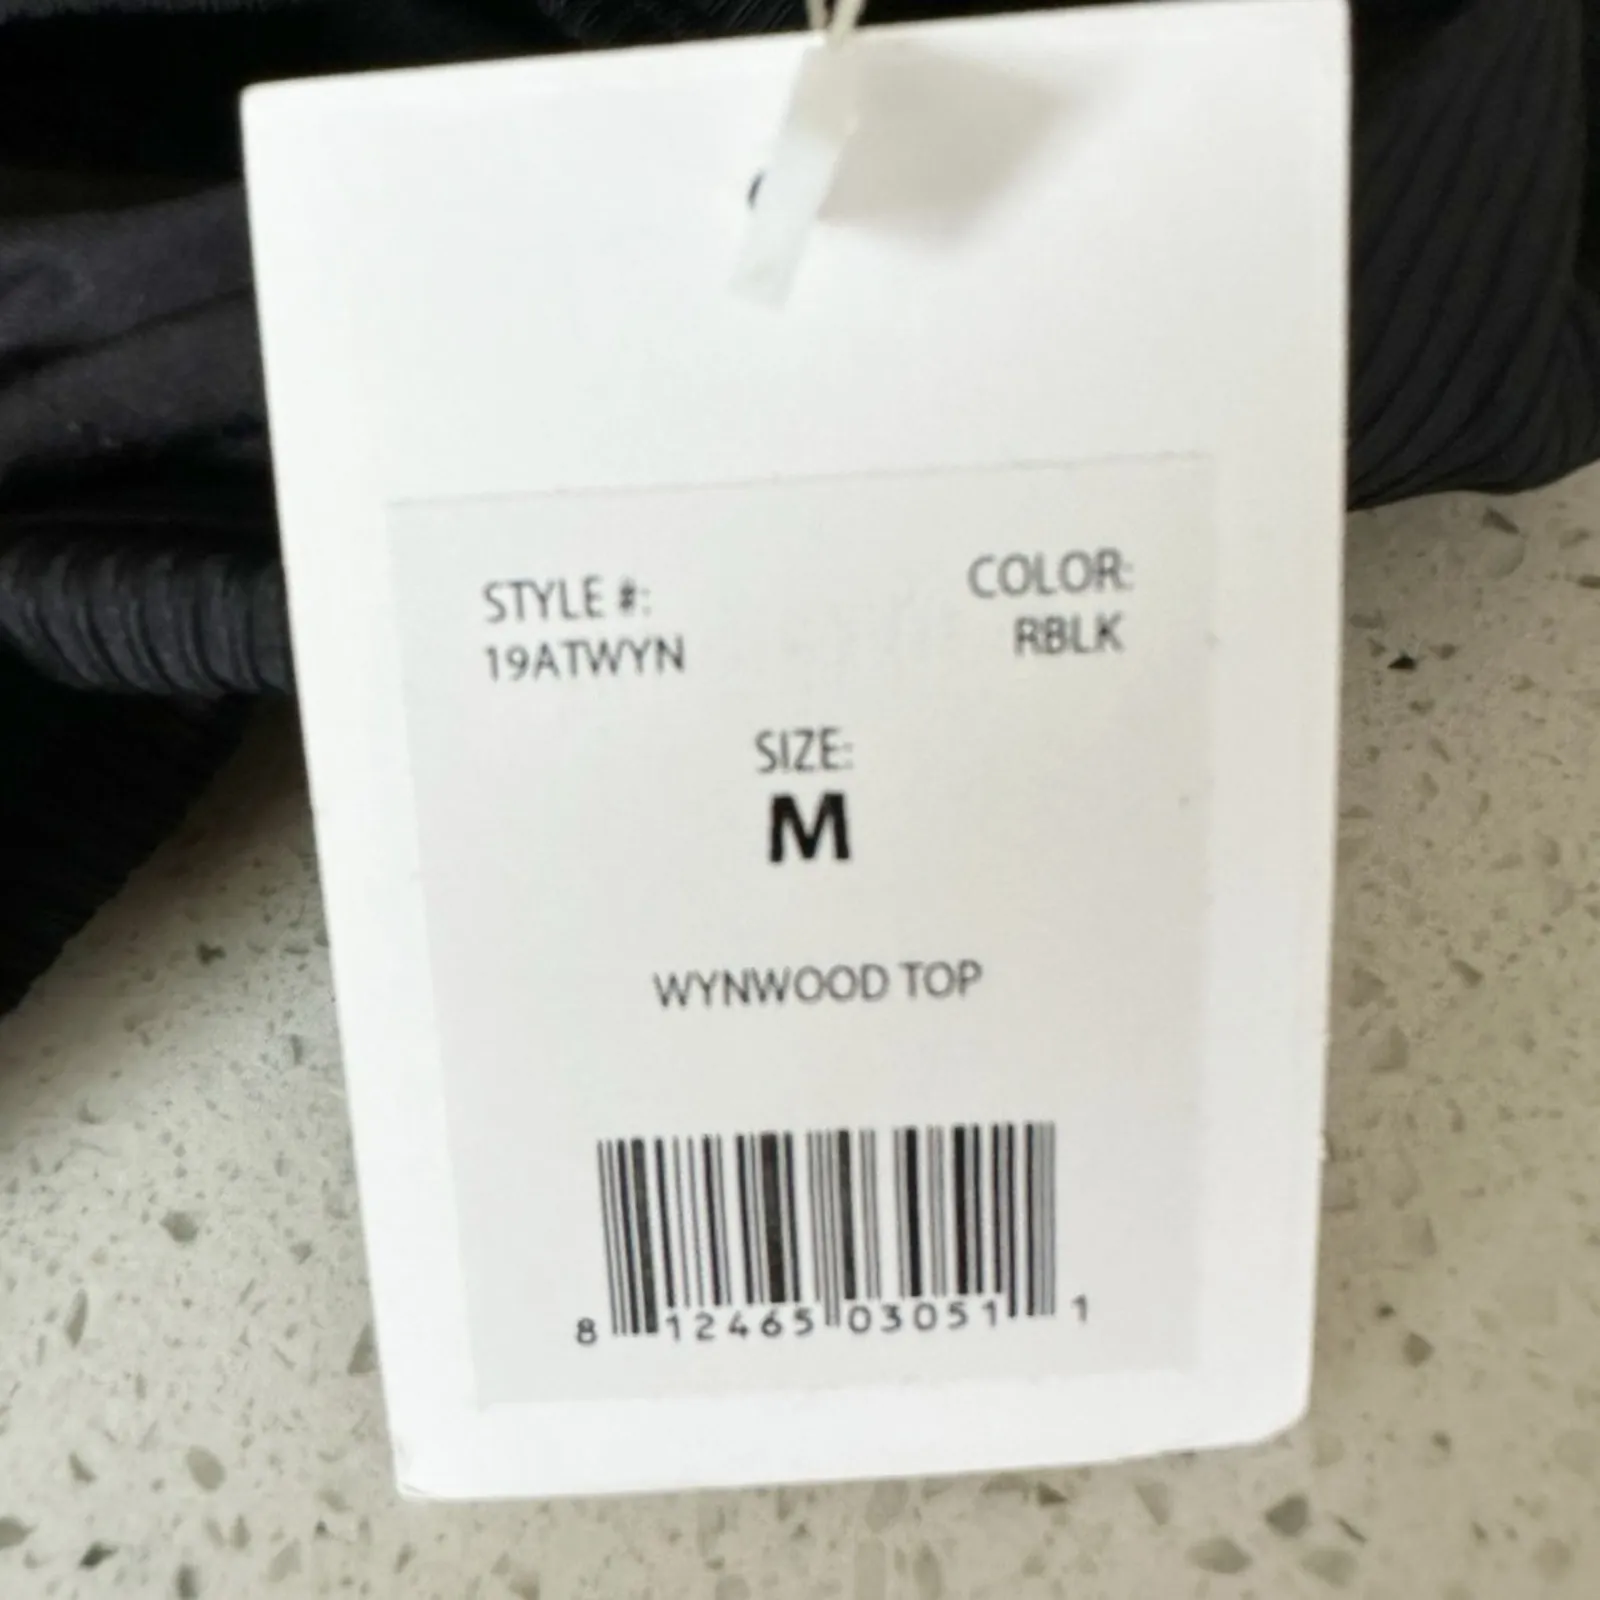 STYLE #:
19ATWYN
COLOR:
RBLK
SIZE:
M
WYNWOOD TOP
8 12465 03051 1